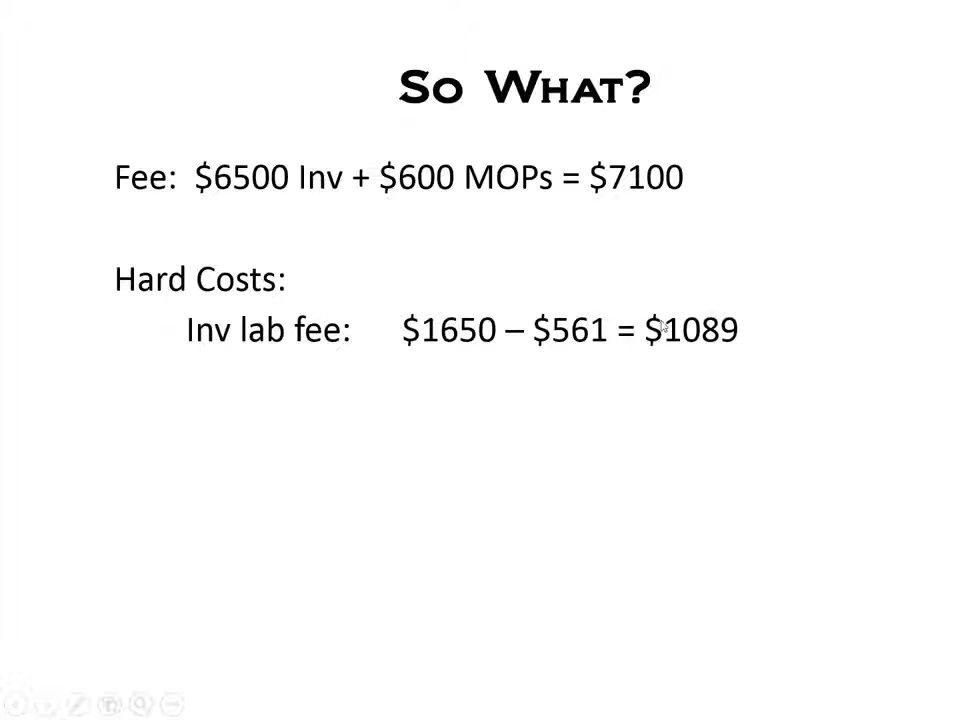 So What?
Fee: $6500 Inv + $600 MOPs = $7100
Hard Costs:
Inv lab fee: $1650 – $561 = $1089